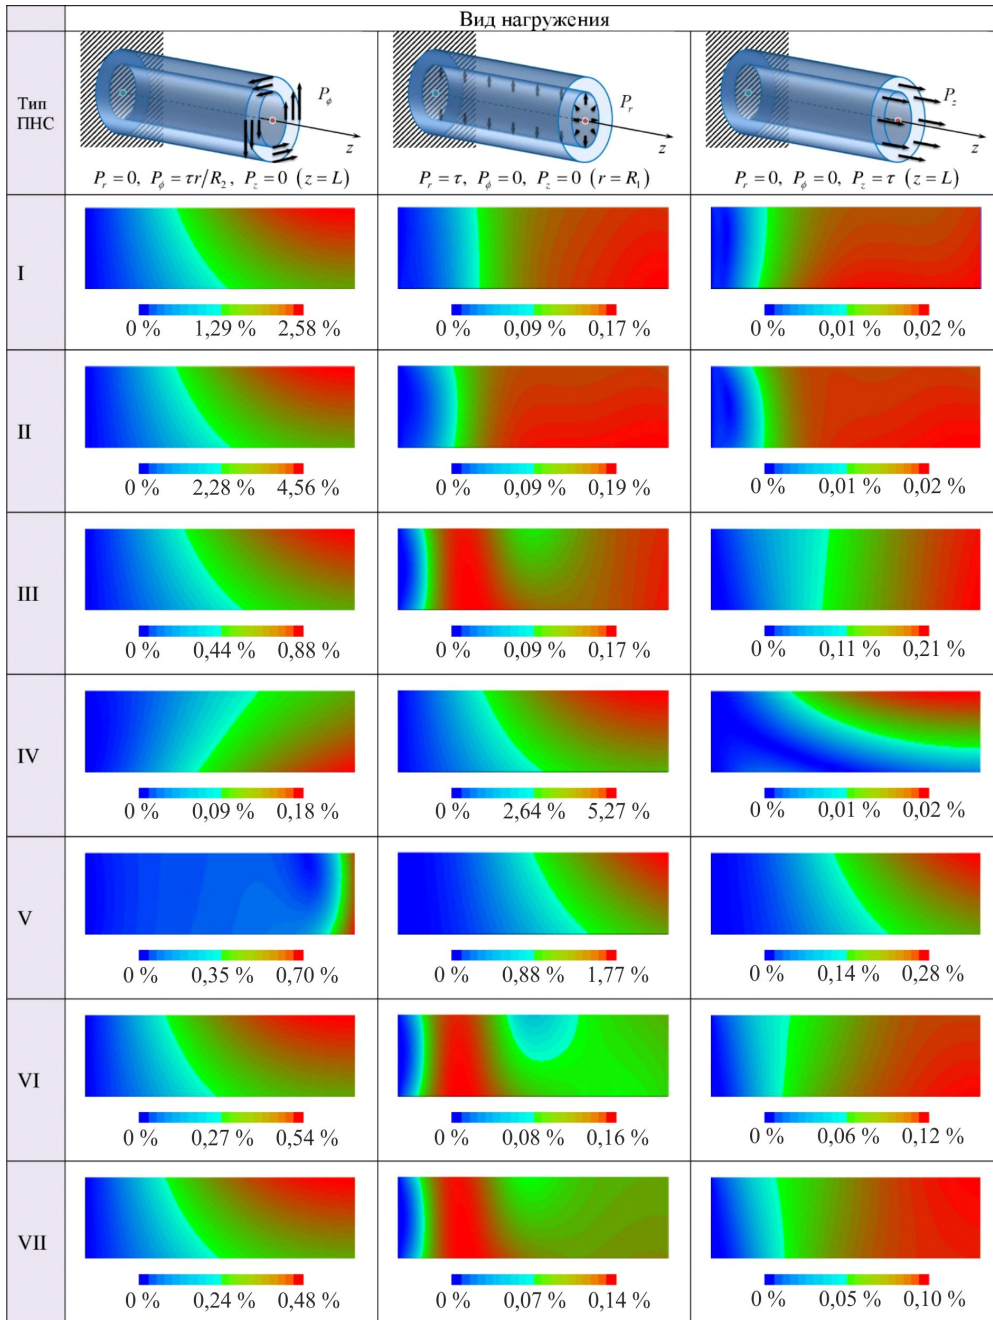 Вид нагружения
Тип
ПНС
P_ϕ
z
P_r
z
P_z
z
P_r = 0, P_ϕ = τr/R_2, P_z = 0 (z = L)
P_r = τ, P_ϕ = 0, P_z = 0 (r = R_1)
P_r = 0, P_ϕ = 0, P_z = τ (z = L)
I
0 % 1,29 % 2,58 %
0 % 0,09 % 0,17 %
0 % 0,01 % 0,02 %
II
0 % 2,28 % 4,56 %
0 % 0,09 % 0,19 %
0 % 0,01 % 0,02 %
III
0 % 0,44 % 0,88 %
0 % 0,09 % 0,17 %
0 % 0,11 % 0,21 %
IV
0 % 0,09 % 0,18 %
0 % 2,64 % 5,27 %
0 % 0,01 % 0,02 %
V
0 % 0,35 % 0,70 %
0 % 0,88 % 1,77 %
0 % 0,14 % 0,28 %
VI
0 % 0,27 % 0,54 %
0 % 0,08 % 0,16 %
0 % 0,06 % 0,12 %
VII
0 % 0,24 % 0,48 %
0 % 0,07 % 0,14 %
0 % 0,05 % 0,10 %